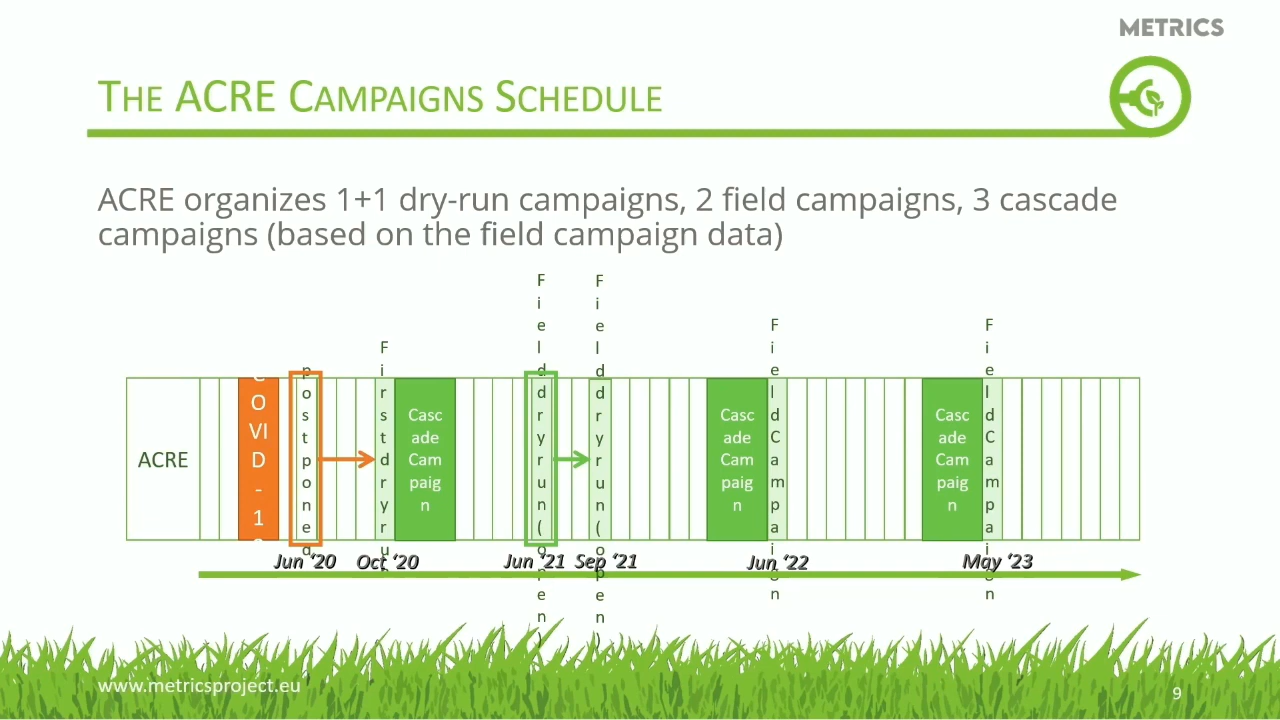 METRICS
THE ACRE CAMPAIGNS SCHEDULE
ACRE organizes 1+1 dry-run campaigns, 2 field campaigns, 3 cascade
campaigns (based on the field campaign data)
ACRE
COVID-19
postponed
First dry ru
Cascade Campaign
Field dry run (open)
Field dry run (open)
Cascade Campaign
Field Campaign
Cascade Campaign
Field Campaign
Jun ‘20
Oct ‘20
Jun ‘21
Sep ‘21
Jun ‘22
May ‘23
www.metricsproject.eu
9